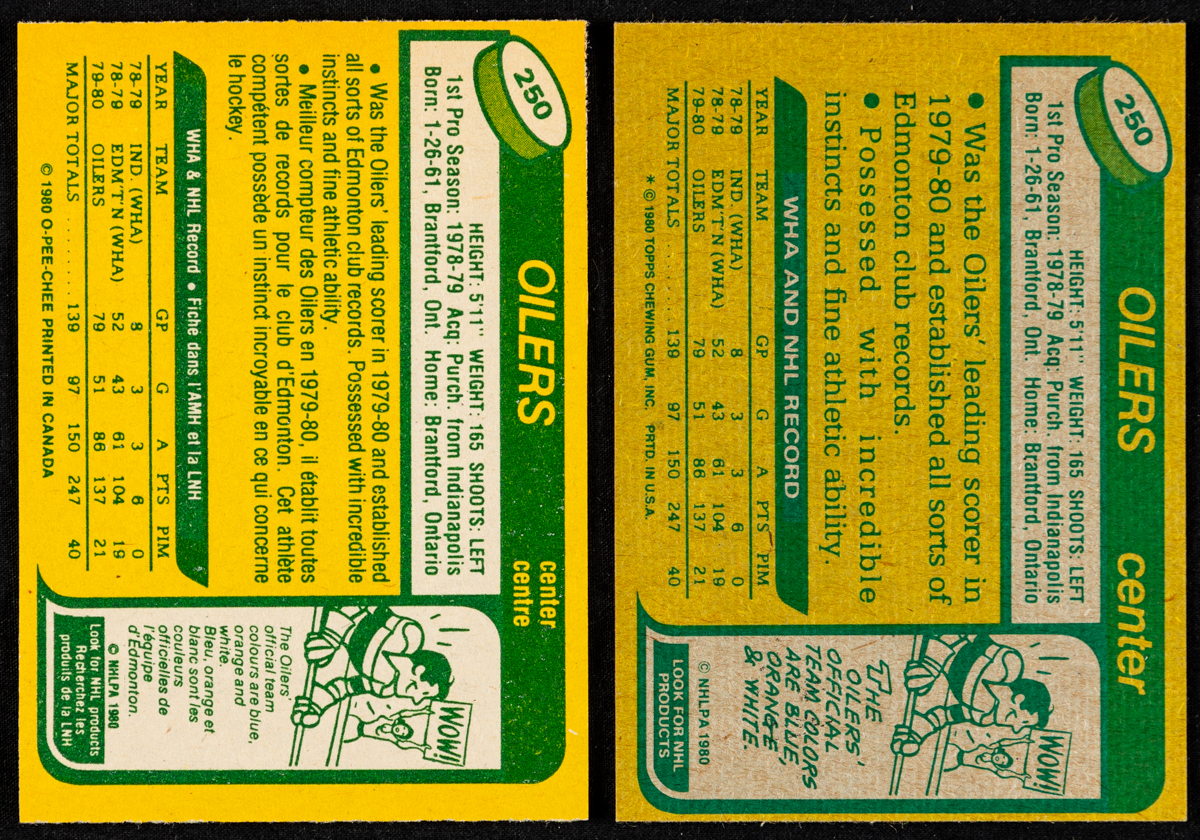 250
OILERS
center
centre
HEIGHT: 5'11" WEIGHT: 165 SHOOTS: LEFT
1st Pro Season: 1978-79 Acq: Purch. from Indianapolis
Born: 1-26-61, Brantford, Ont. Home: Brantford, Ontario
• Was the Oilers' leading scorer in 1979-80 and established
all sorts of Edmonton club records. Possessed with incredible
instincts and fine athletic ability.
• Meilleur compteur des Oilers en 1979-80, il établit toutes
sortes de records pour le club d'Edmonton. Cet athlète
compétent possède un instinct incroyable en ce qui concerne
le hockey.
WHA & NHL Record • Fiché dans l'AMH et la LNH
YEAR TEAM GP G A PTS PIM
78-79 IND. (WHA) 8 3 3 6 0
78-79 EDM'T'N (WHA) 52 43 61 104 19
79-80 OILERS 79 51 86 137 21
MAJOR TOTALS ....... 139 97 150 247 40
© 1980 O-PEE-CHEE PRINTED IN CANADA
WOW!
The Oilers'
official team
colours are blue,
orange and
white.
Bleu, orange et
blanc sont les
couleurs
officielles de
l'équipe
d'Edmonton.
© NHLPA 1980
Look for NHL products
Recherchez les
produits de la LNH
250
OILERS
center
HEIGHT: 5'11" WEIGHT: 165 SHOOTS: LEFT
1st Pro Season: 1978-79 Acq: Purch. from Indianapolis
Born: 1-26-61, Brantford, Ont. Home: Brantford, Ontario
• Was the Oilers' leading scorer in
1979-80 and established all sorts of
Edmonton club records.
• Possessed with incredible
instincts and fine athletic ability.
WHA AND NHL RECORD
YEAR TEAM GP G A PTS PIM
78-79 IND. (WHA) 8 3 3 6 0
78-79 EDM'T'N (WHA) 52 43 61 104 19
79-80 OILERS 79 51 86 137 21
MAJOR TOTALS ........ 139 97 150 247 40
* © 1980 TOPPS CHEWING GUM, INC. PRTD. IN U.S.A.
WOW!
THE
OILERS'
OFFICIAL
TEAM COLORS
ARE BLUE,
ORANGE
& WHITE.
© NHLPA 1980
LOOK FOR NHL
PRODUCTS